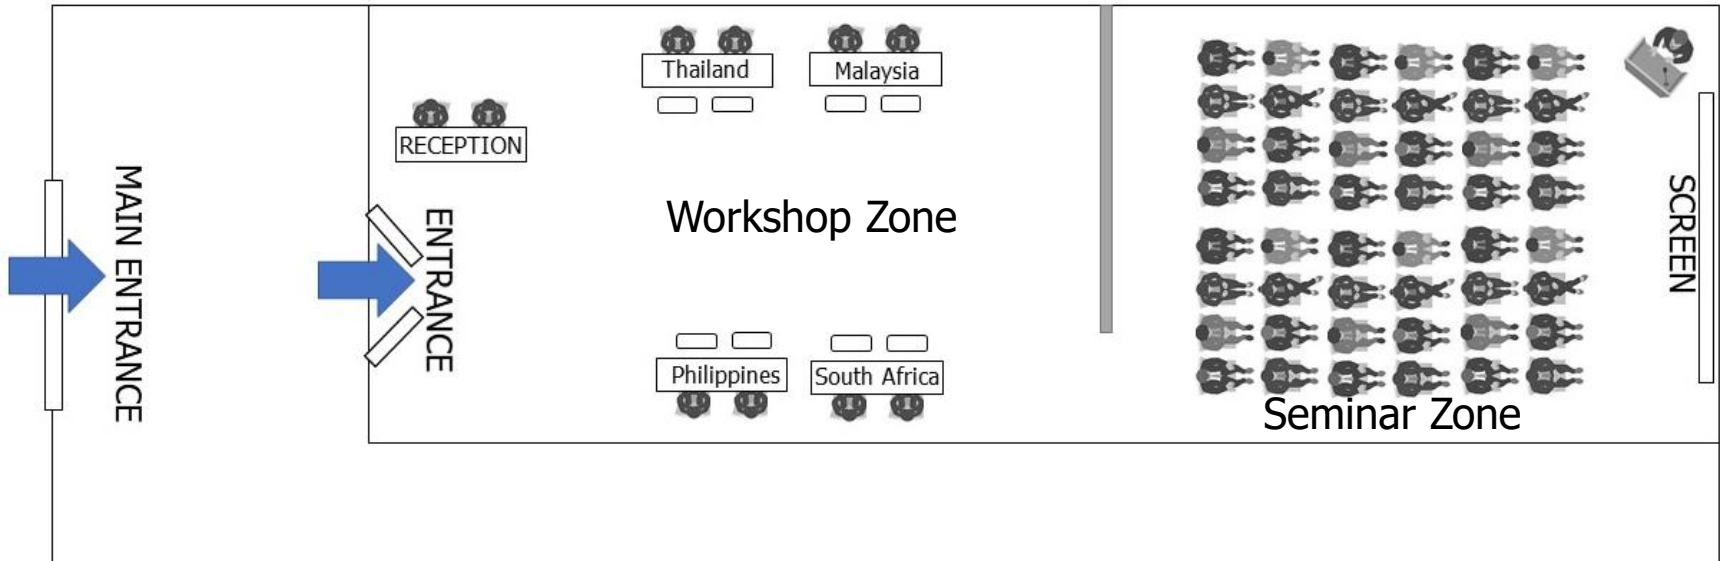 MAIN ENTRANCE
RECEPTION
ENTRANCE
Thailand
Malaysia
Workshop Zone
Philippines
South Africa
SCREEN
Seminar Zone